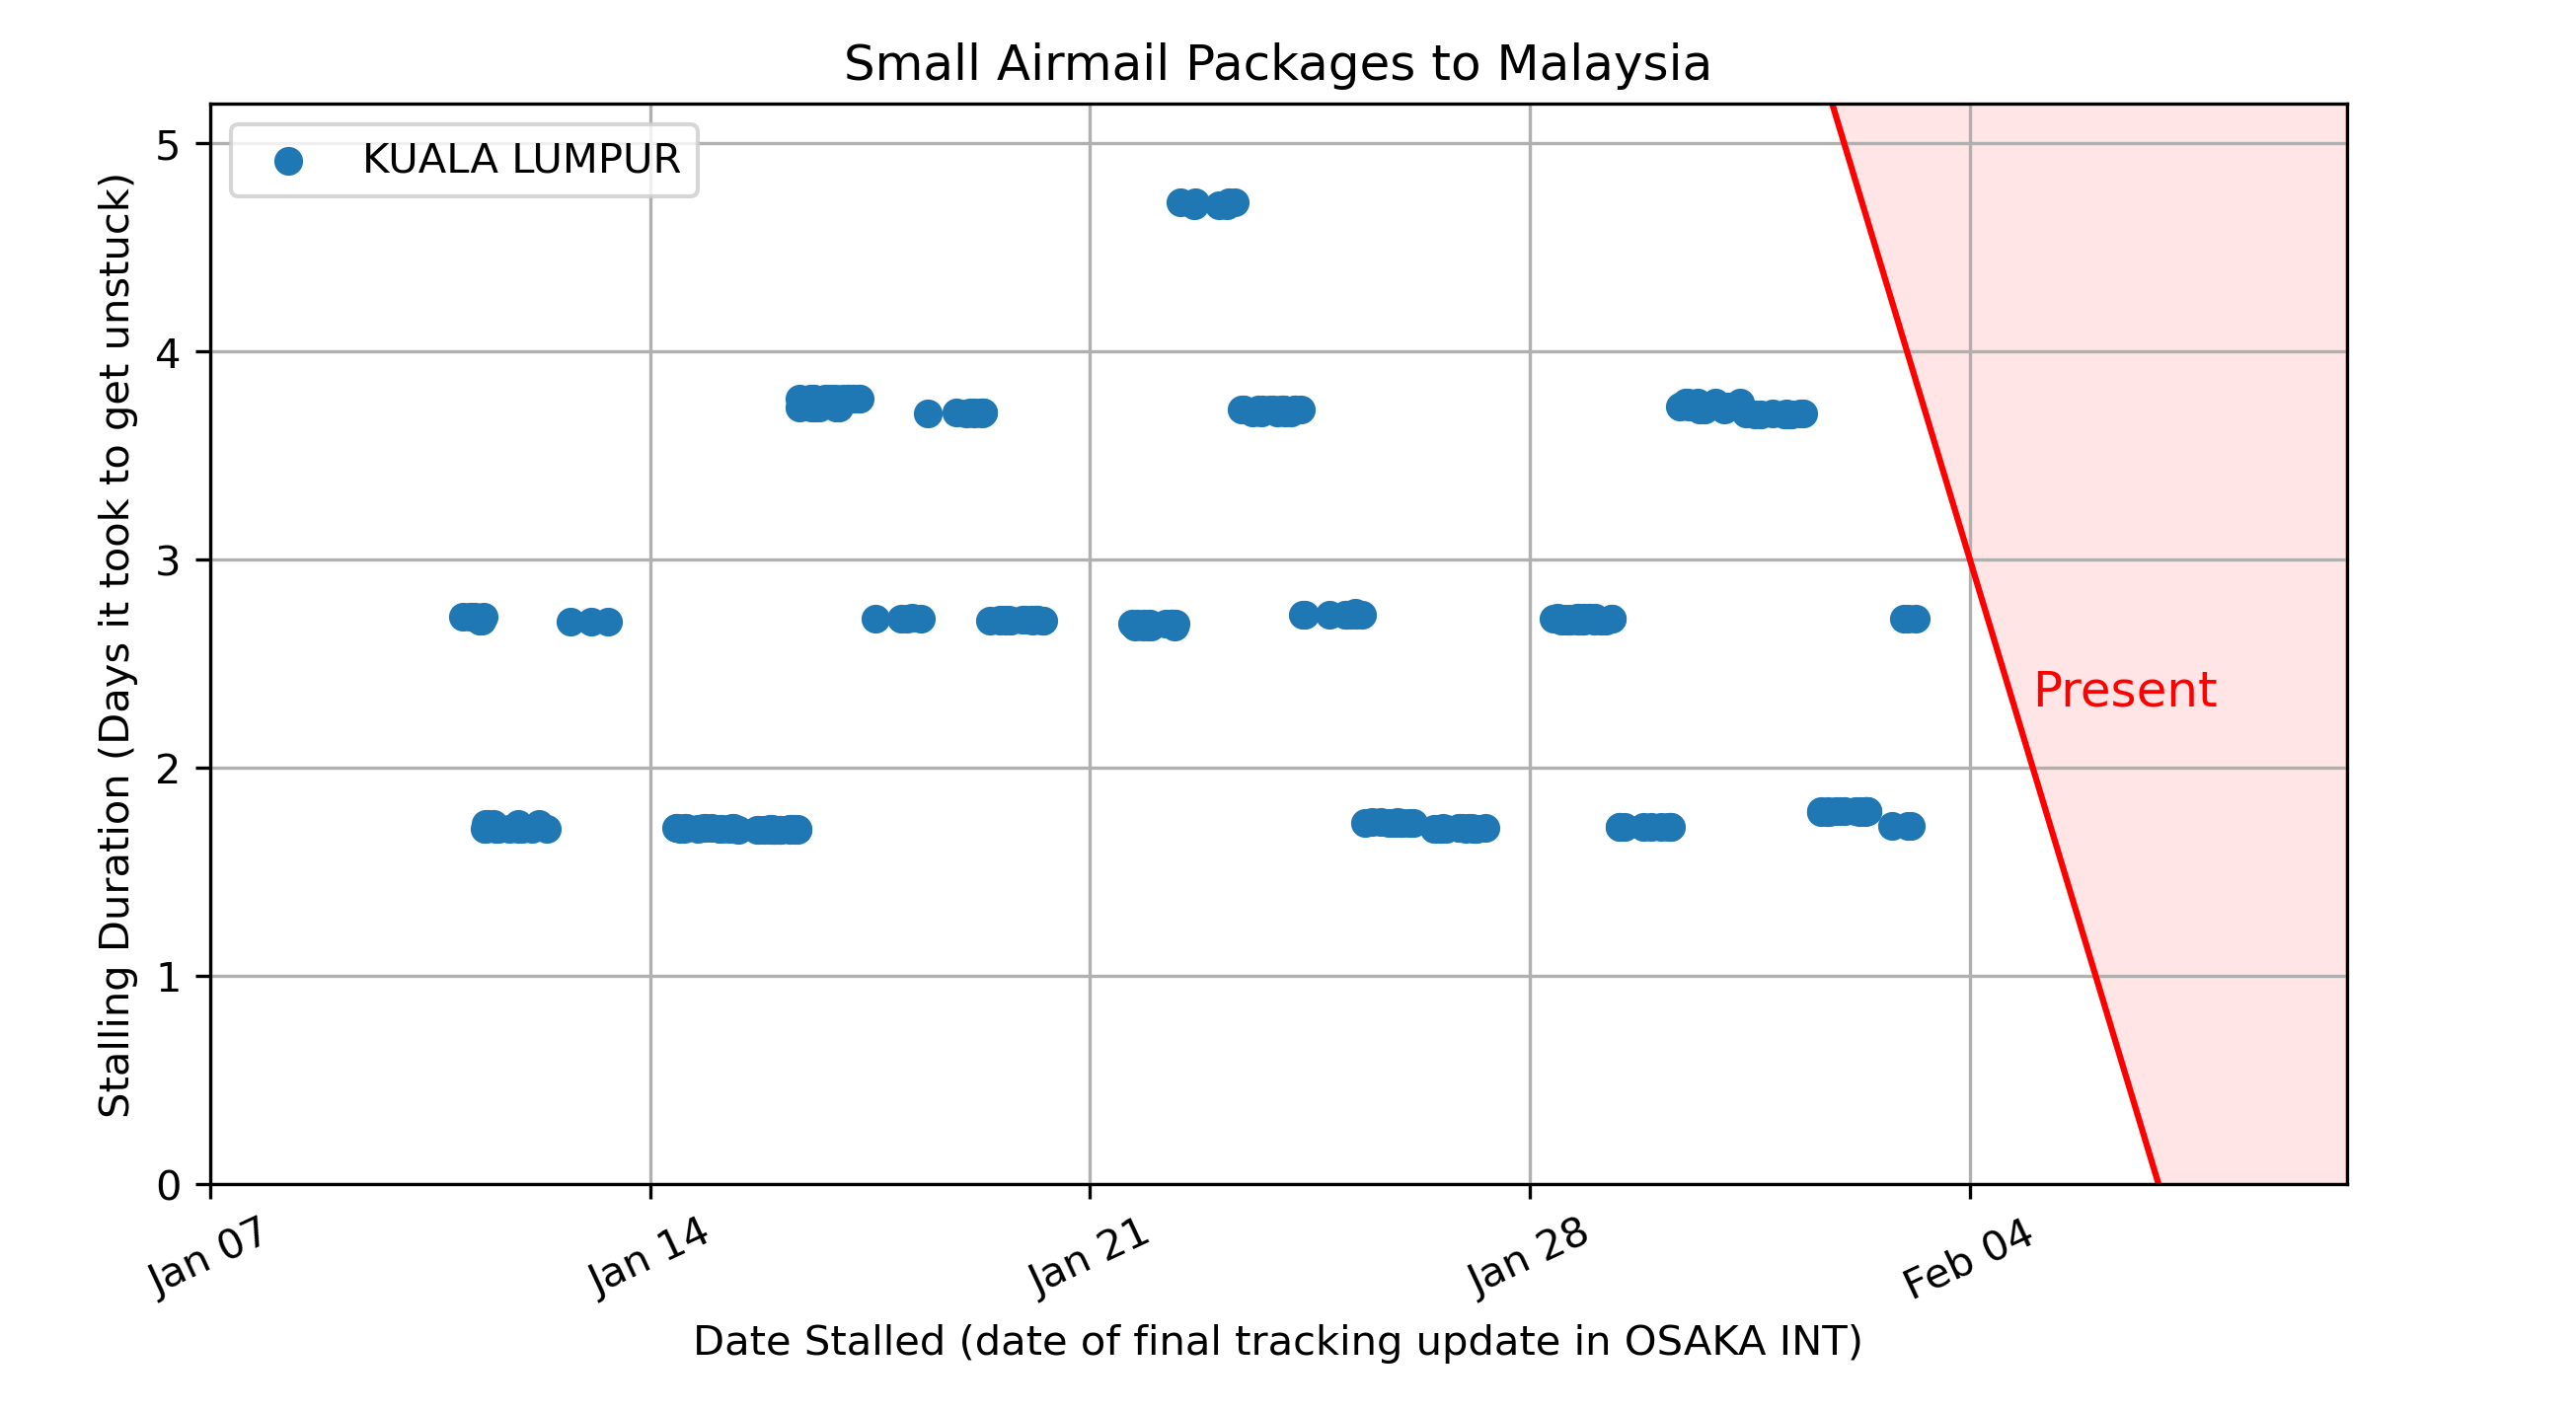 Small Airmail Packages to Malaysia
KUALA LUMPUR
Stalling Duration (Days it took to get unstuck)
5
4
3
2
1
0
Present
Jan 07
Jan 14
Jan 21
Jan 28
Feb 04
Date Stalled (date of final tracking update in OSAKA INT)